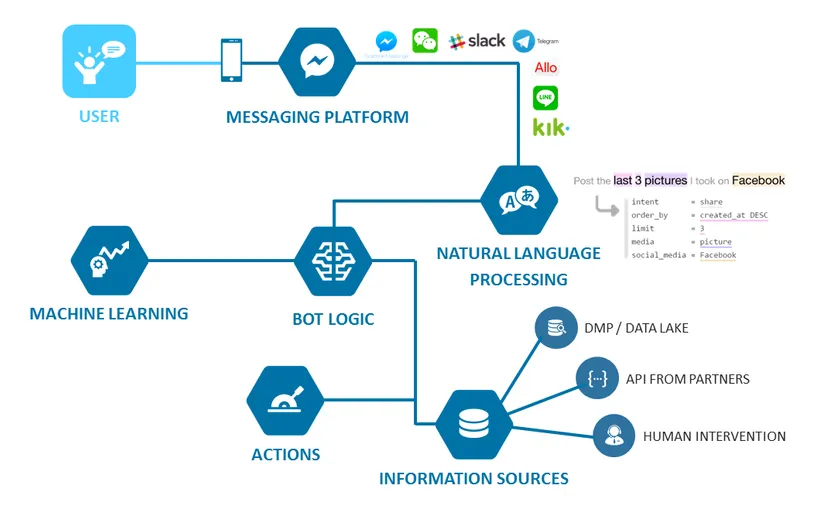 USER
MESSAGING PLATFORM
slack
Telegram
Allo
LINE
kik
A あ
NATURAL LANGUAGE
PROCESSING
Post the last 3 pictures I took on Facebook
intent = share
order_by = created_at DESC
limit = 3
media = picture
social_media = Facebook
MACHINE LEARNING
BOT LOGIC
DMP / DATA LAKE
{...}
API FROM PARTNERS
HUMAN INTERVENTION
ACTIONS
INFORMATION SOURCES